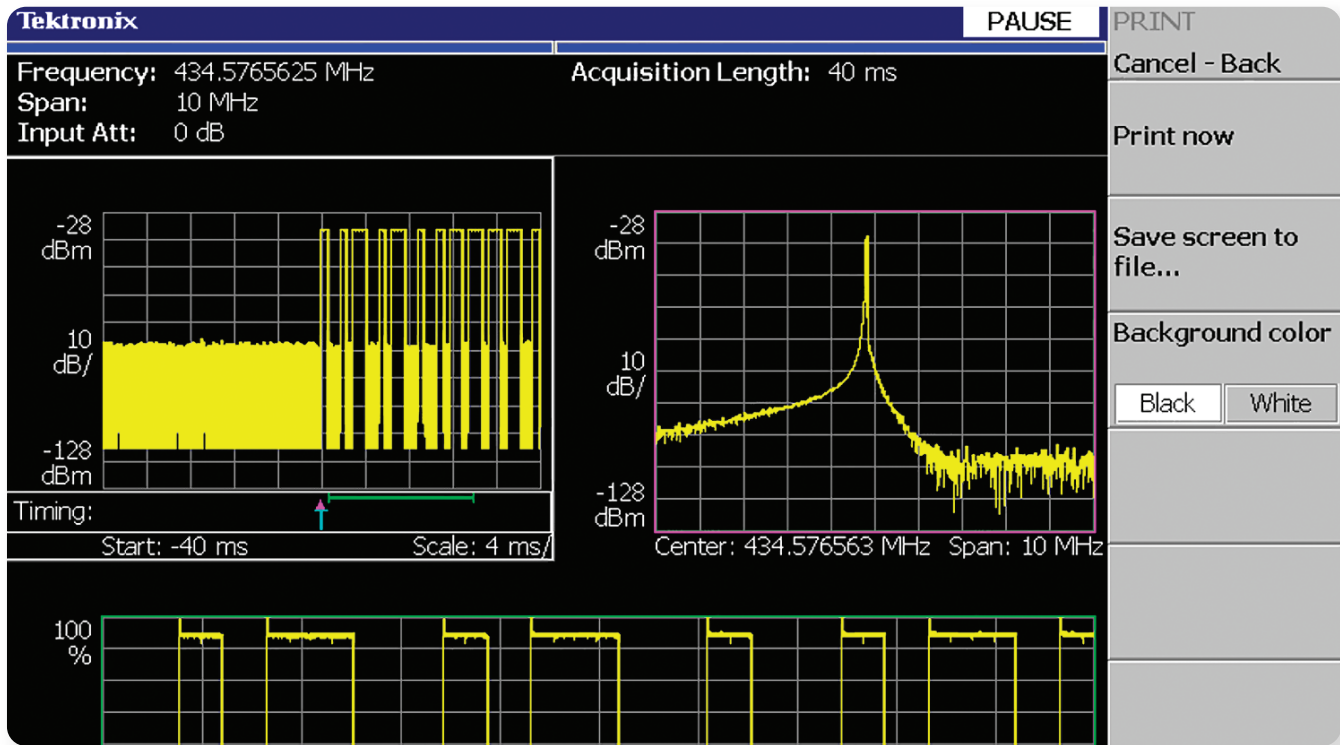 Tektronix
PAUSE
Frequency: 434.5765625 MHz
Span: 10 MHz
Input Att: 0 dB
Acquisition Length: 40 ms
-28
dBm
10
dB/
-128
dBm
Timing:
Start: -40 ms
Scale: 4 ms/
-28
dBm
10
dB/
-128
dBm
Center: 434.576563 MHz
Span: 10 MHz
100
%
PRINT
Cancel - Back
Print now
Save screen to
file...
Background color
Black
White